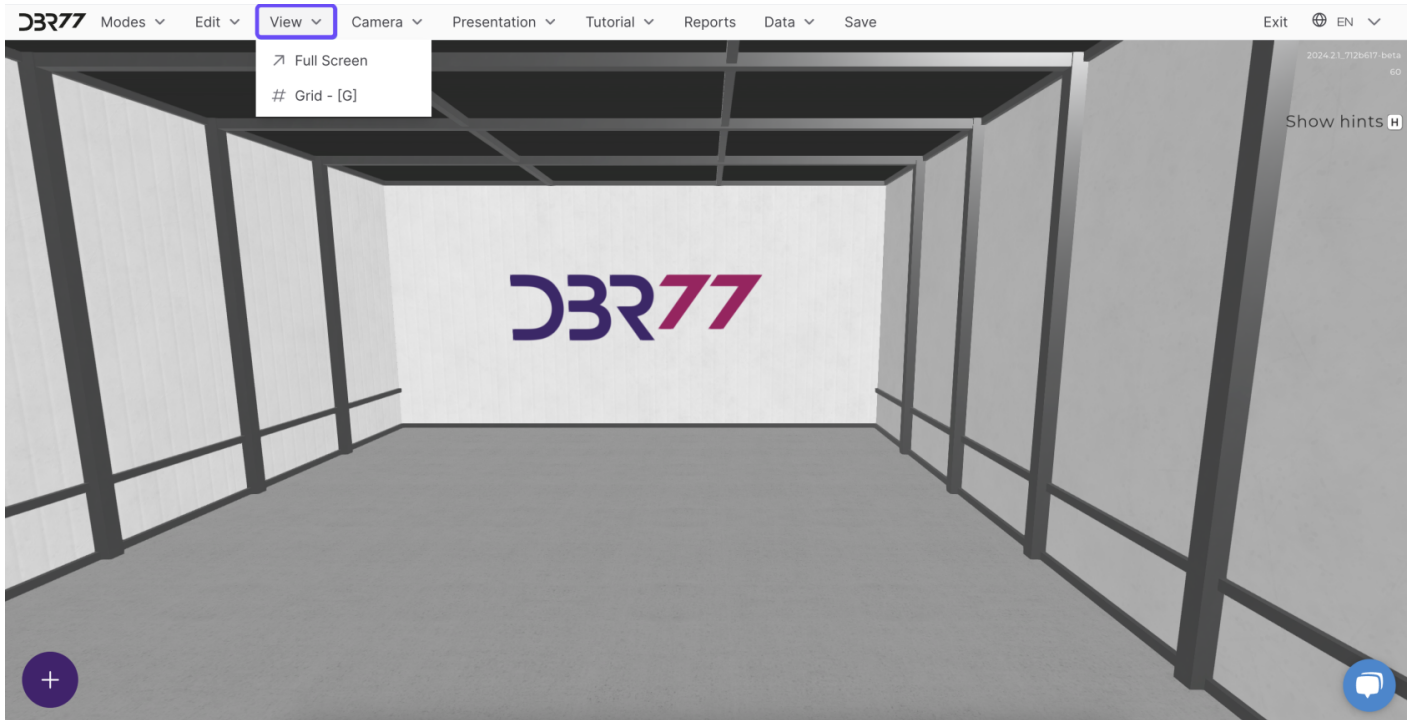 DBR77 Modes Edit View Camera Presentation Tutorial Reports Data Save Exit EN
Full Screen
Grid - [G]
2024.2.1_712b617-beta
60
Show hints H
DBR77